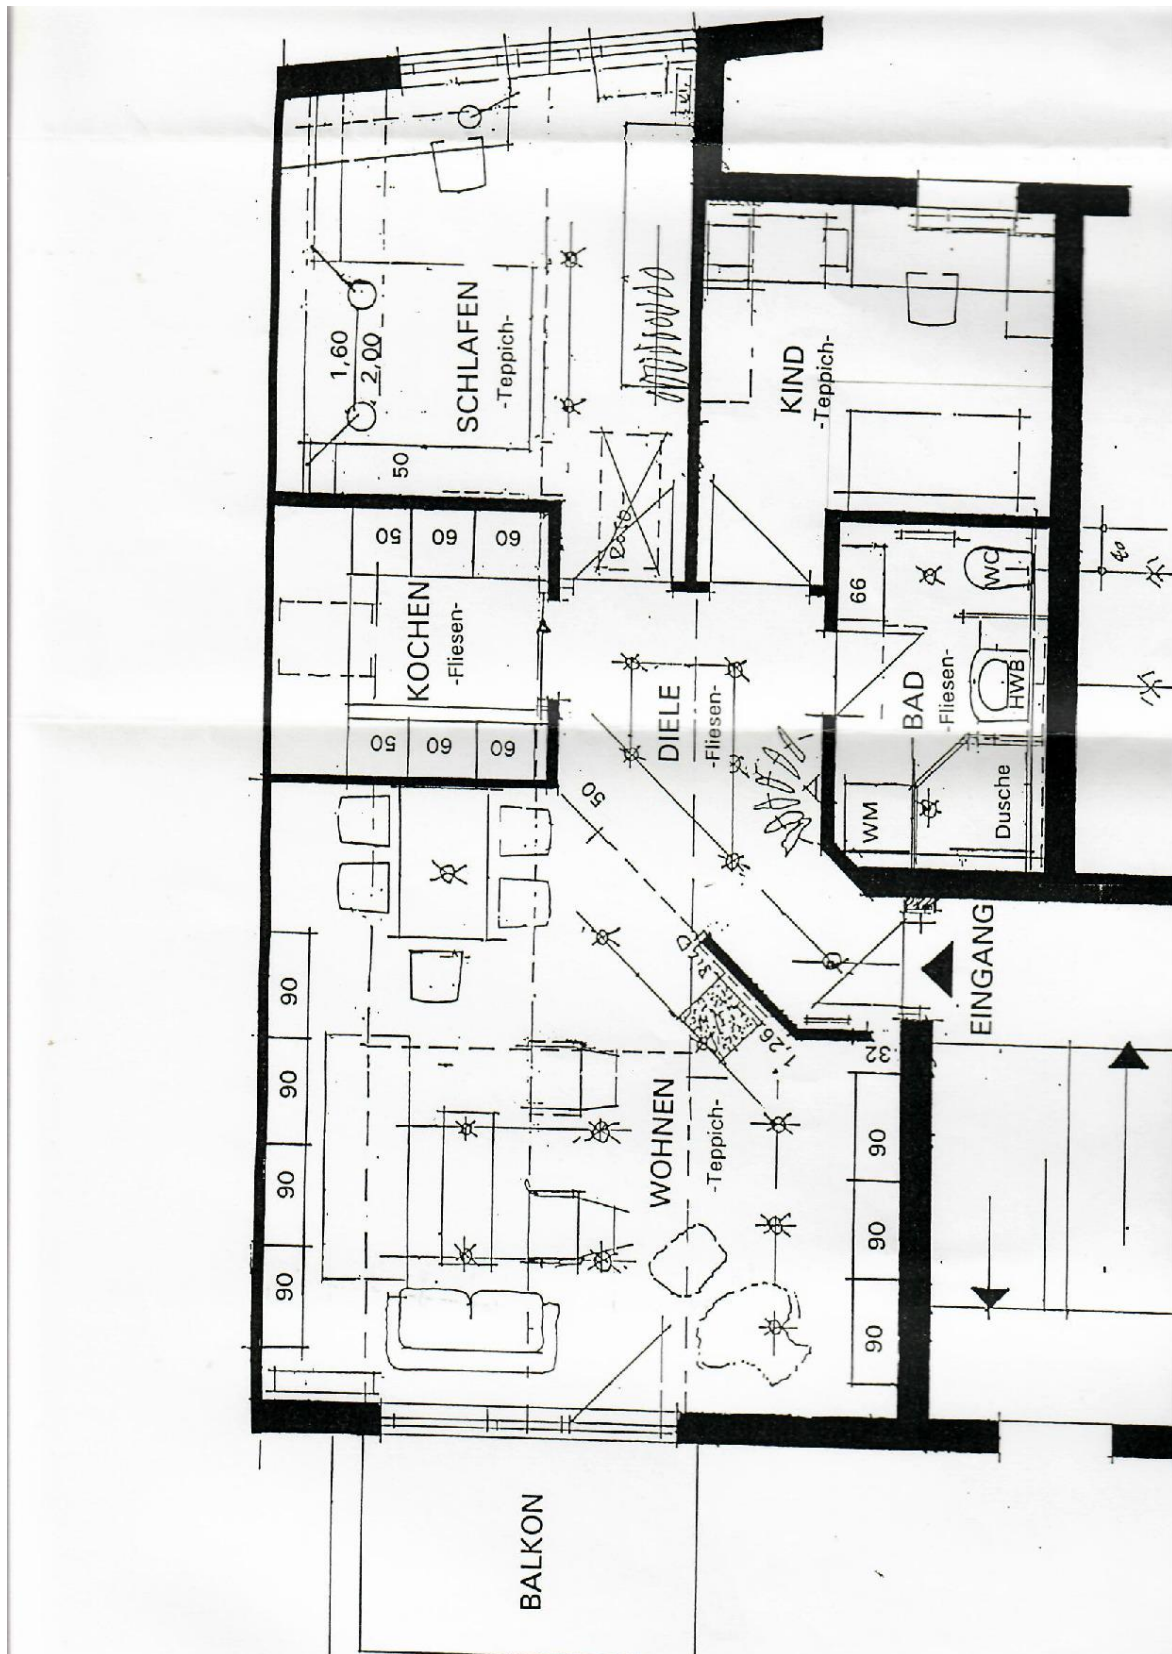 SCHLAFEN
-Teppich-
1,60
2,00
50
KIND
-Teppich-
KOCHEN
-Fliesen-
50
60
60
50
60
60
DIELE
-Fliesen-
50
BAD
-Fliesen-
66
WC
HWB
Dusche
WM
80
EINGANG
WOHNEN
-Teppich-
1,26
32
90
90
90
90
90
90
90
BALKON